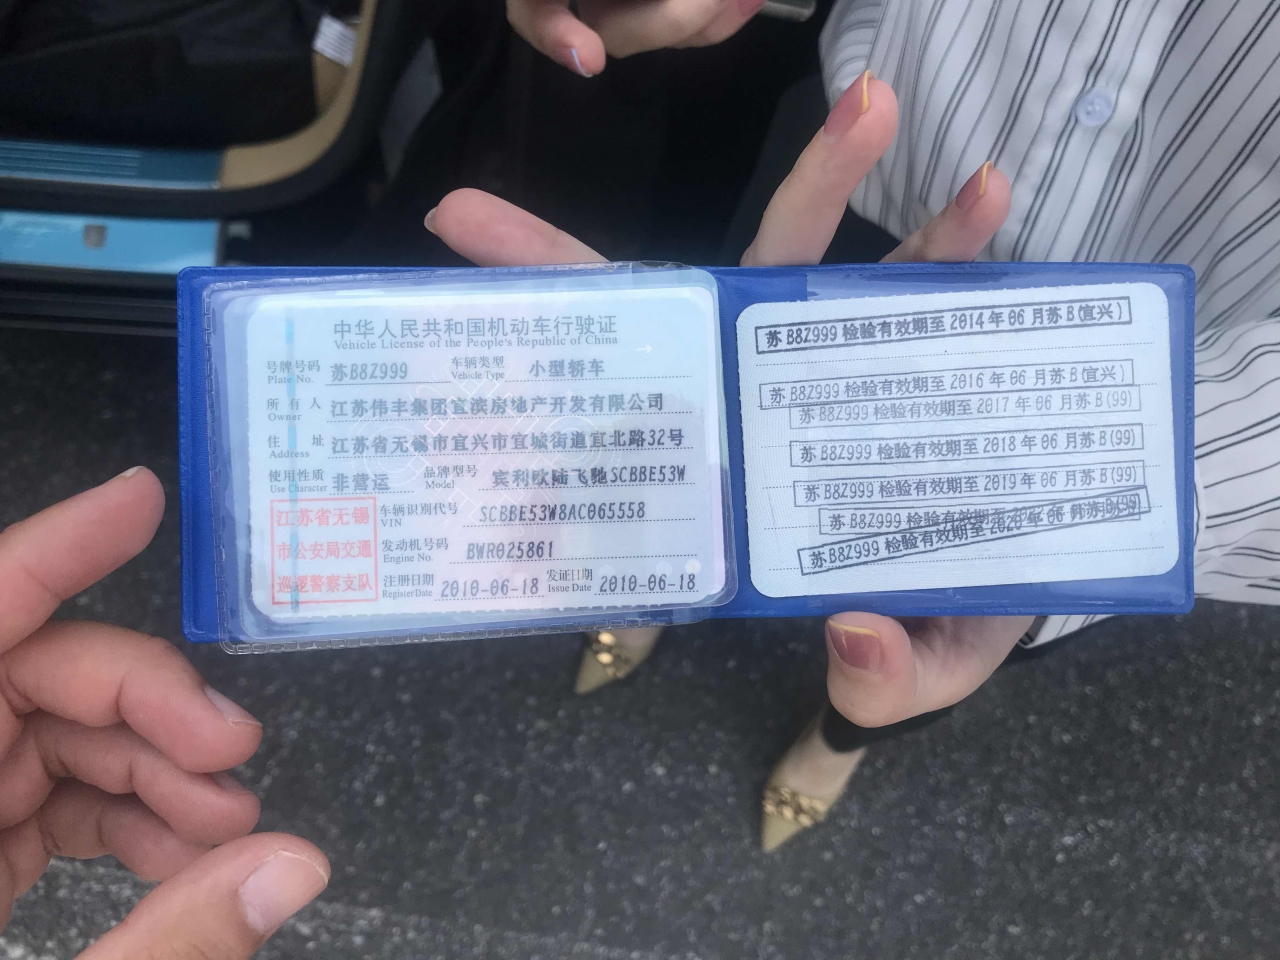 中华人民共和国机动车行驶证
Vehicle License of the People's Republic of China
号牌号码 苏B8Z999 车辆类型 小型轿车
Plate No. Vehicle Type
所有人 江苏伟丰集团宜滨房地产开发有限公司
Owner
住址 江苏省无锡市宜兴市宜城街道宜北路32号
Address
使用性质 非营运 品牌型号 宾利欧陆飞驰SCBBE53W
Use Character Model
江苏省无锡
市公安局交通
巡逻警察支队
车辆识别代号 SCBBE53W8AC065558
VIN
发动机号码 BWR025861
Engine No.
注册日期 2010-06-18 发证日期 2010-06-18
Register Date Issue Date
苏B8Z999 检验有效期至 2014年06月苏B(宜兴)
苏B8Z999 检验有效期至 2016年06月苏B(宜兴)
苏B8Z999 检验有效期至 2017年06月苏B(99)
苏B8Z999 检验有效期至 2018年06月苏B(99)
苏B8Z999 检验有效期至 2019年06月苏B(99)
苏B8Z999 检验有效期至
苏B8Z999 检验有效期至 2020年06月苏B(99)